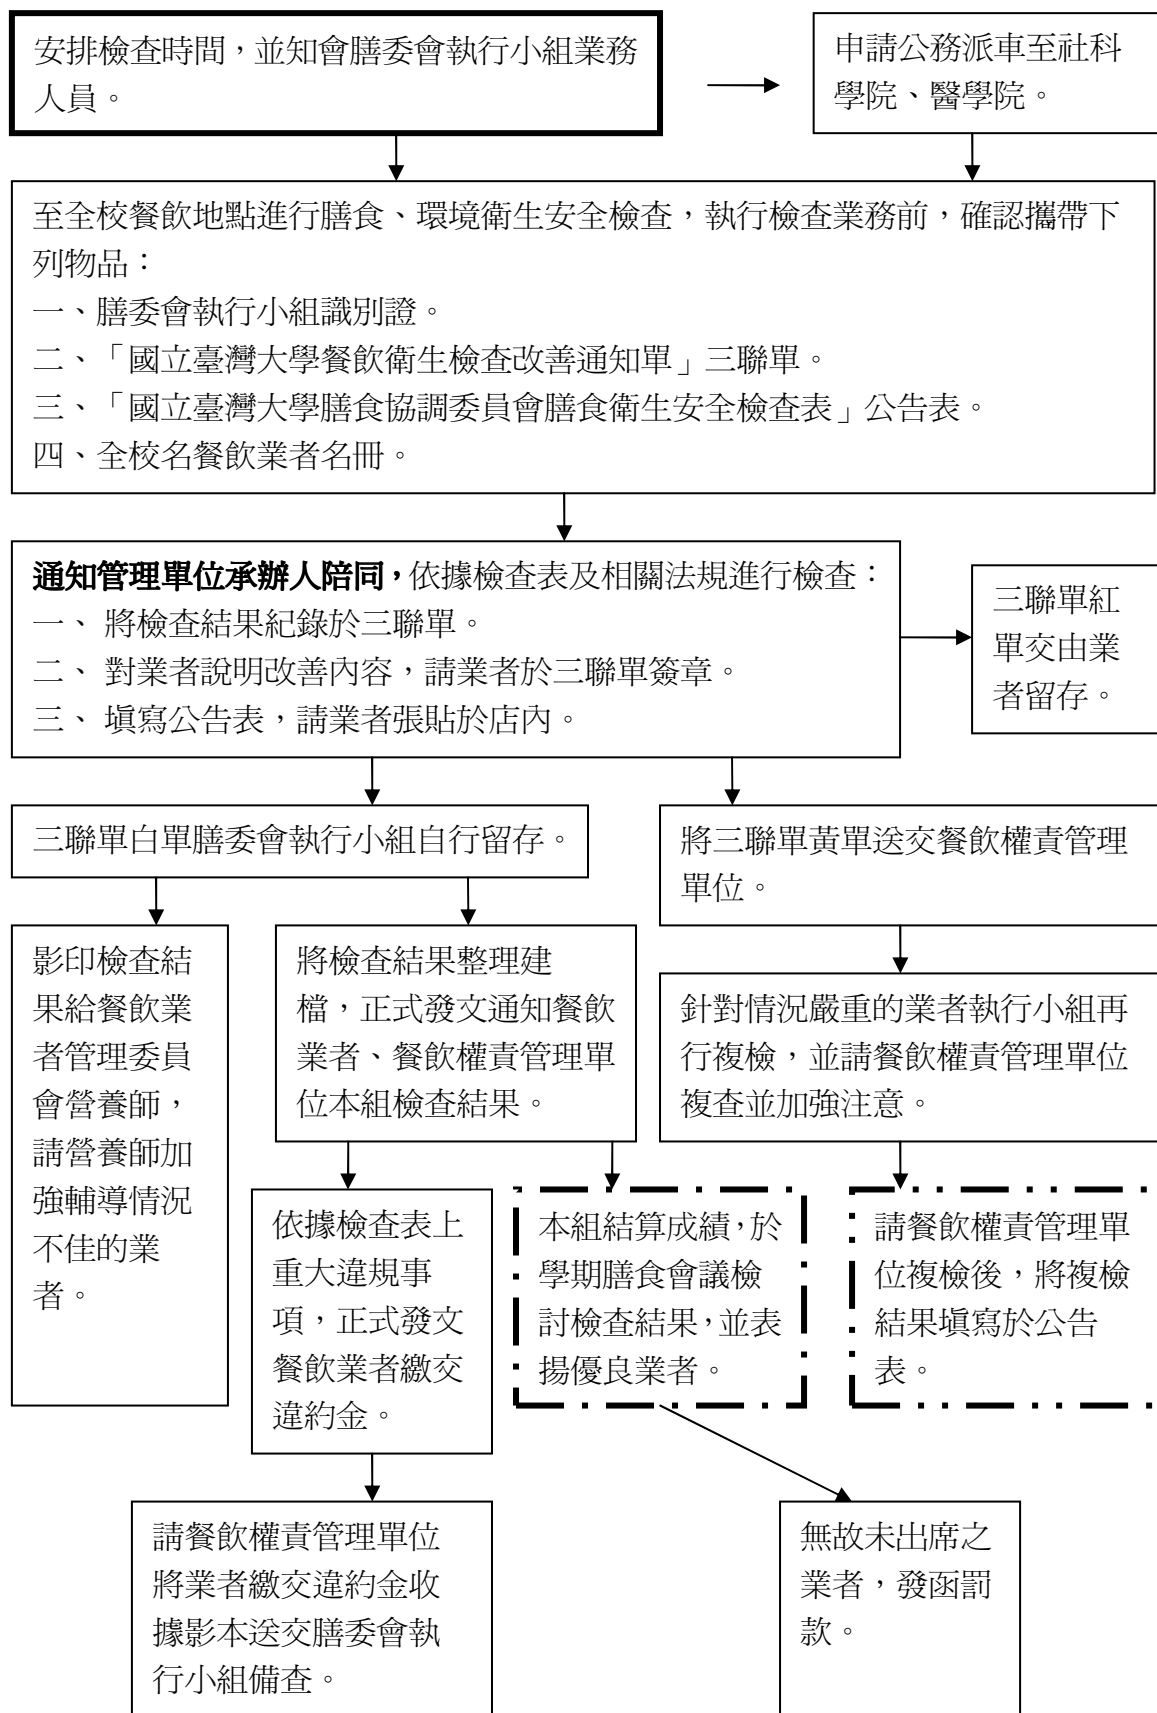 安排檢查時間，並知會膳委會執行小組業務
人員。
申請公務派車至社科
學院、醫學院。
至全校餐飲地點進行膳食、環境衛生安全檢查，執行檢查業務前，確認攜帶下
列物品：
一、膳委會執行小組識別證。
二、「國立臺灣大學餐飲衛生檢查改善通知單」三聯單。
三、「國立臺灣大學膳食協調委員會膳食衛生安全檢查表」公告表。
四、全校名餐飲業者名冊。
通知管理單位承辦人陪同，依據檢查表及相關法規進行檢查：
一、 將檢查結果紀錄於三聯單。
二、 對業者說明改善內容，請業者於三聯單簽章。
三、 填寫公告表，請業者張貼於店內。
三聯單紅
單交由業
者留存。
三聯單白單膳委會執行小組自行留存。
將三聯單黃單送交餐飲權責管理
單位。
影印檢查結
果給餐飲業
者管理委員
會營養師，
請營養師加
強輔導情況
不佳的業
者。
將檢查結果整理建
檔，正式發文通知餐飲
業者、餐飲權責管理單
位本組檢查結果。
針對情況嚴重的業者執行小組再
行複檢，並請餐飲權責管理單位
複查並加強注意。
依據檢查表上
重大違規事
項，正式發文
餐飲業者繳交
違約金。
本組結算成績，於
學期膳食會議檢
討檢查結果，並表
揚優良業者。
請餐飲權責管理單
位複檢後，將複檢
結果填寫於公告
表。
請餐飲權責管理單位
將業者繳交違約金收
據影本送交膳委會執
行小組備查。
無故未出席之
業者，發函罰
款。